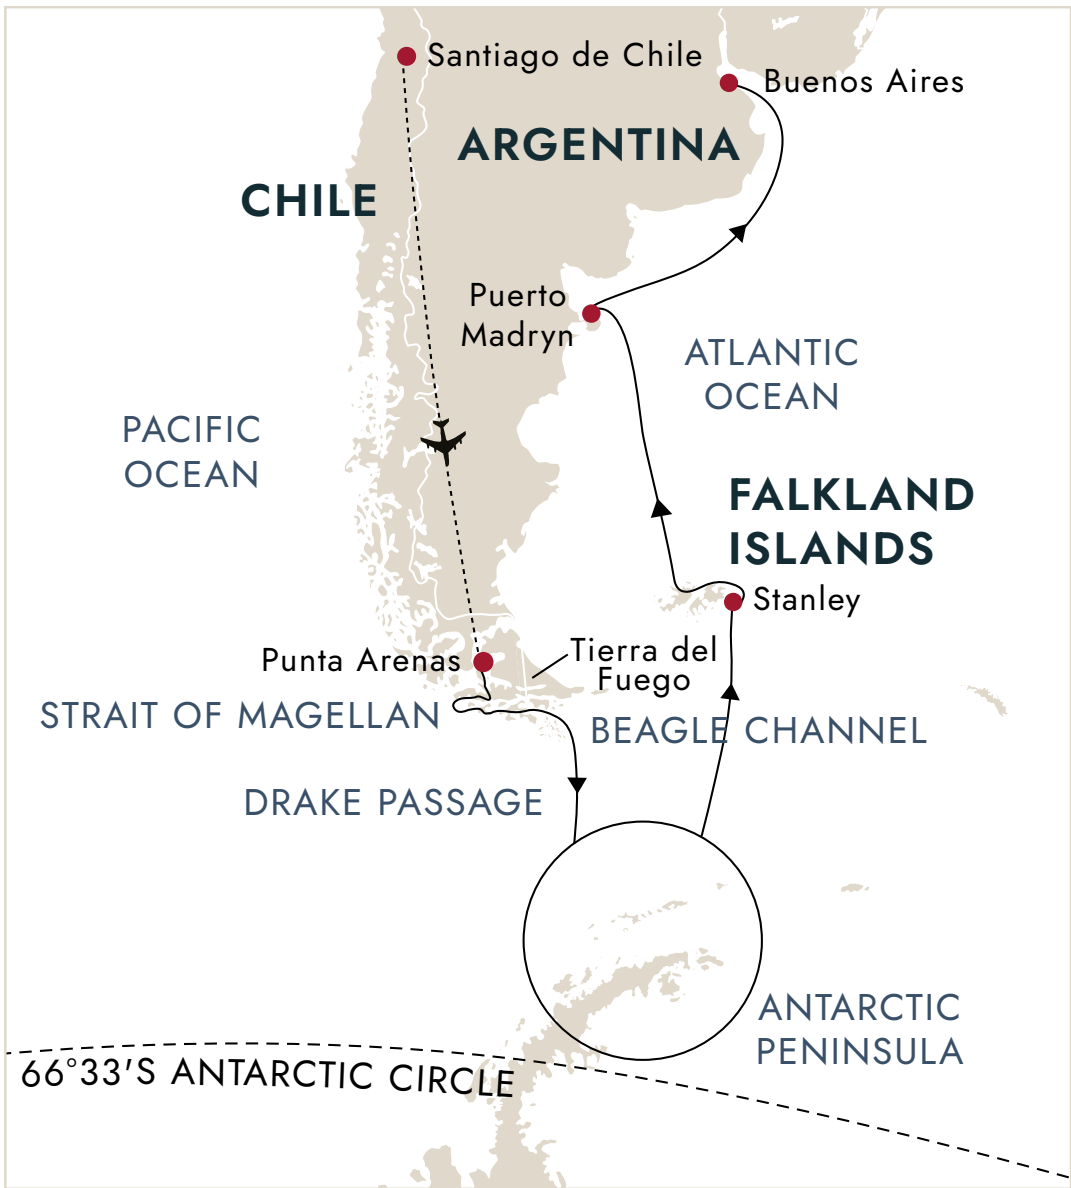 Santiago de Chile
Buenos Aires
ARGENTINA
CHILE
Puerto
Madryn
ATLANTIC
OCEAN
PACIFIC
OCEAN
FALKLAND
ISLANDS
Stanley
Punta Arenas
Tierra del
Fuego
STRAIT OF MAGELLAN
BEAGLE CHANNEL
DRAKE PASSAGE
ANTARCTIC
PENINSULA
66°33'S ANTARCTIC CIRCLE